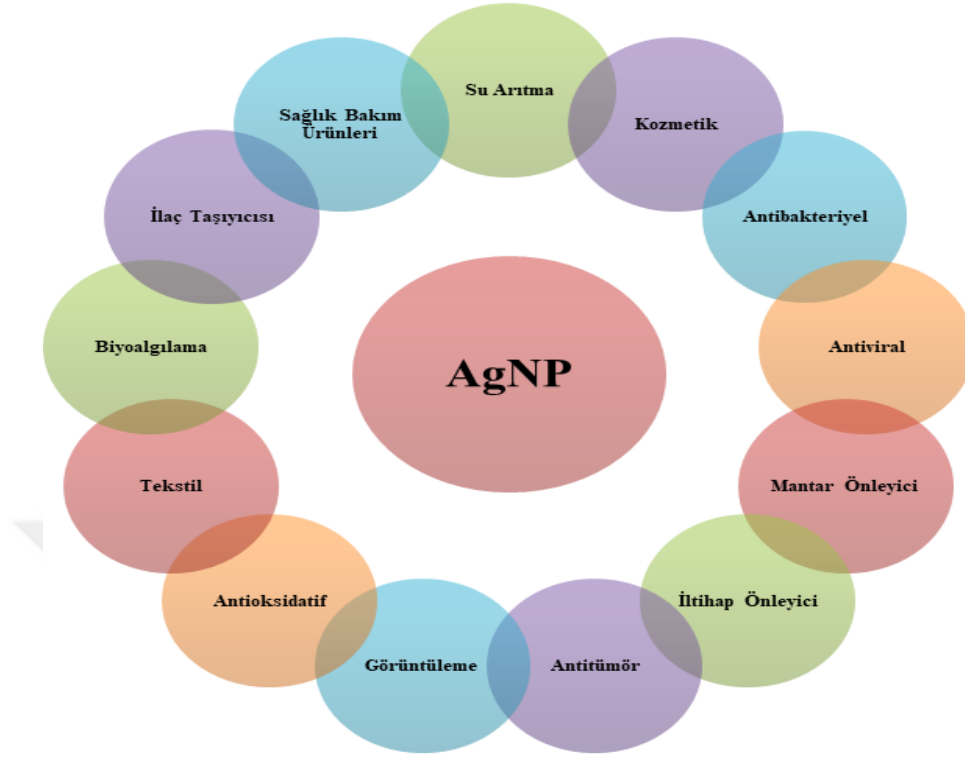 Su Arıtma
Kozmetik
Antibakteriyel
Antiviral
Mantar Önleyici
İltihap Önleyici
Antitümör
Görüntüleme
Antioksidatif
Tekstil
Biyoalgılama
İlaç Taşıyıcısı
Sağlık Bakım
Ürünleri
AgNP